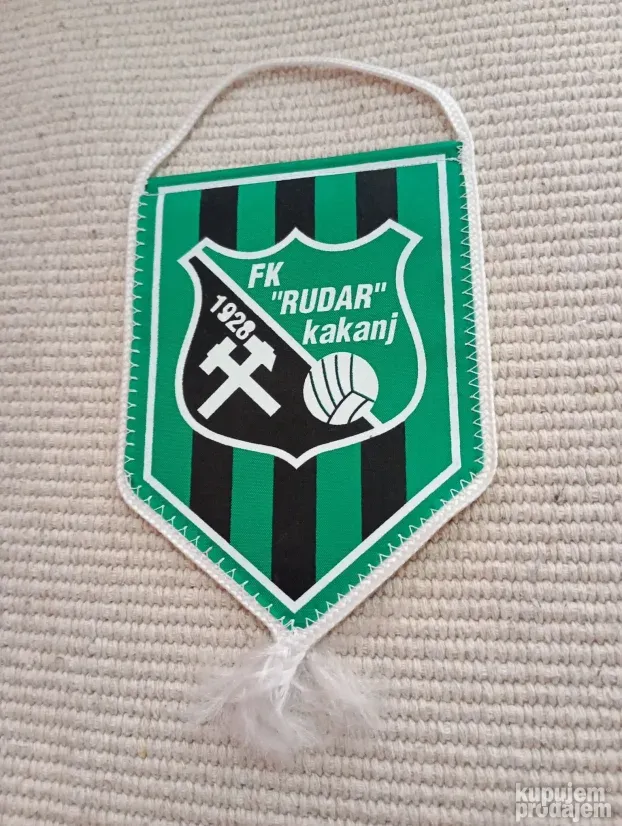 FK
"RUDAR"
kakanj
1928
kupujem
prodajem